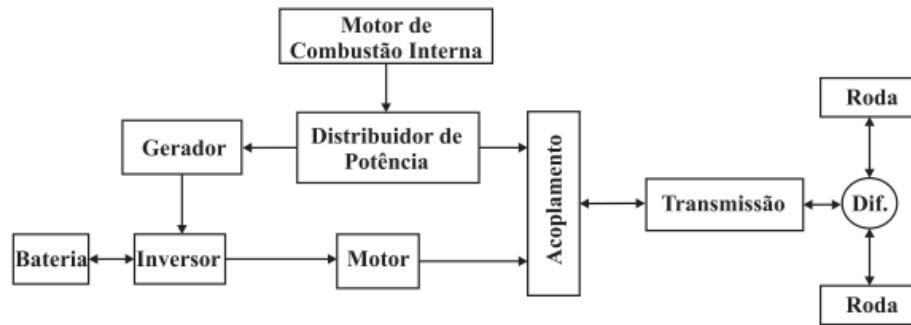 Motor de
Combustão Interna
Roda
Distribuidor de
Potência
Gerador
Acoplamento
Transmissão
Dif.
Bateria
Inversor
Motor
Roda